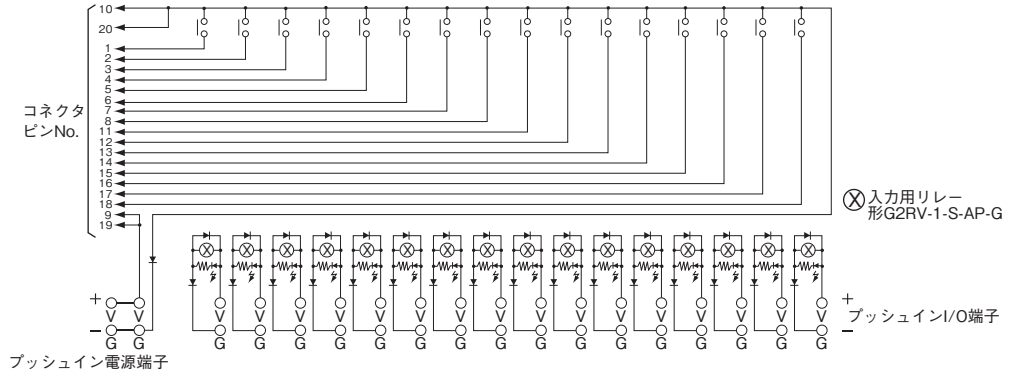 10
20
1
2
3
4
5
6
7
8
11
12
13
14
15
16
17
18
9
19
コネクタ
ピンNo.
入力用リレー
形G2RV-1-S-AP-G
+ V V V V V V V V V V V V V V V V V V +
プッシュインI/O端子
− G G G G G G G G G G G G G G G G G G −
プッシュイン電源端子